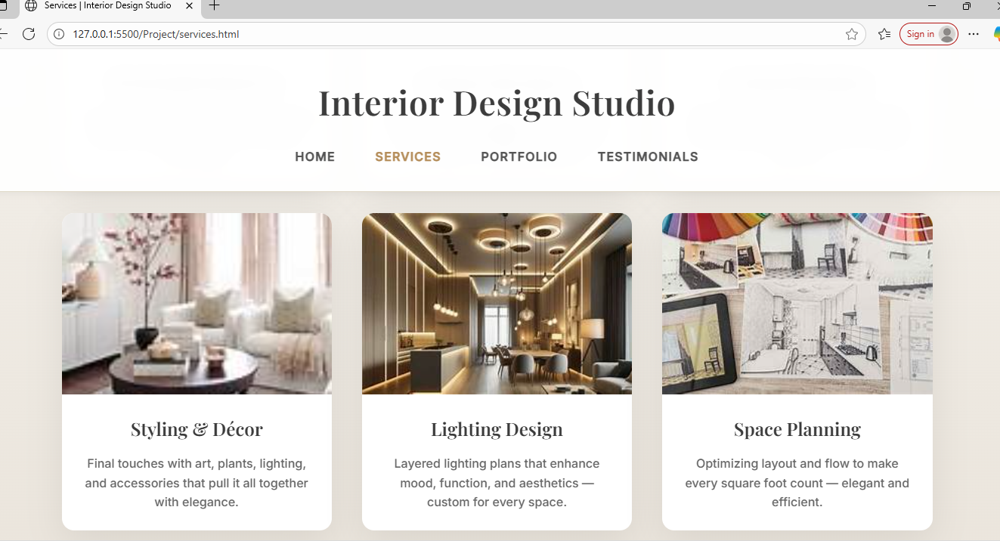 Services | Interior Design Studio
127.0.0.1:5500/Project/services.html
Sign in
Interior Design Studio
HOME SERVICES PORTFOLIO TESTIMONIALS
Styling & Décor
Final touches with art, plants, lighting,
and accessories that pull it all together
with elegance.
Lighting Design
Layered lighting plans that enhance
mood, function, and aesthetics —
custom for every space.
Space Planning
Optimizing layout and flow to make
every square foot count — elegant and
efficient.